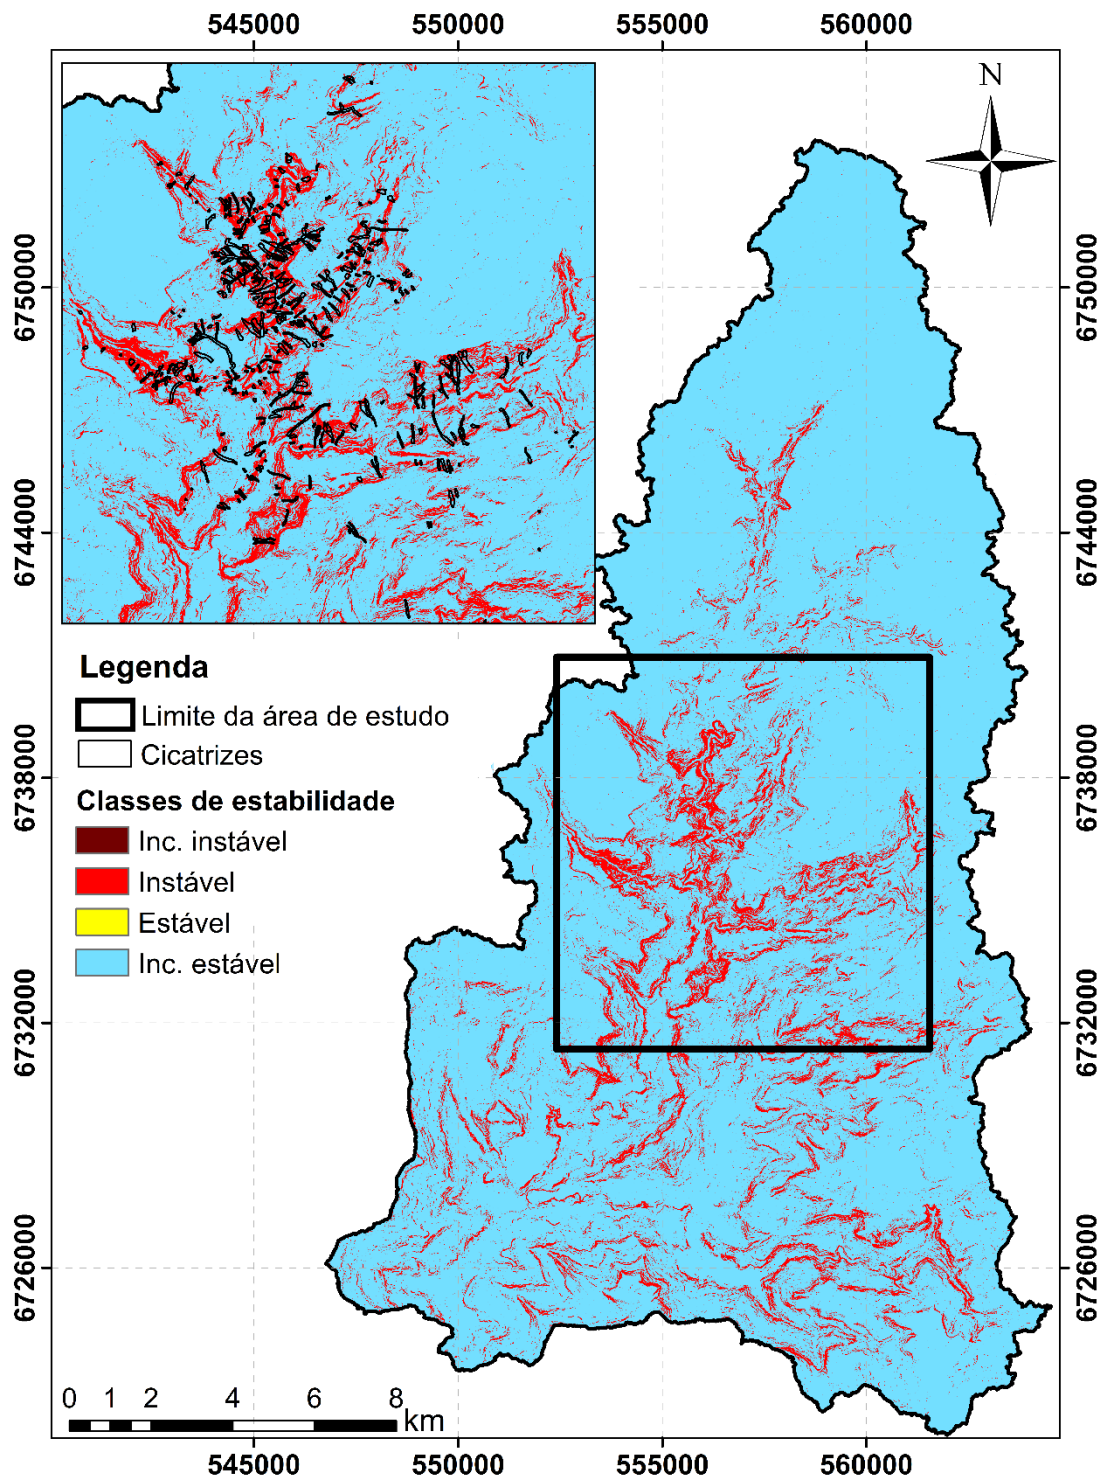 545000 550000 555000 560000
N
6750000
6744000
6738000
6732000
6726000
6750000
6744000
6738000
6732000
6726000
Legenda
Limite da área de estudo
Cicatrizes
Classes de estabilidade
Inc. instável
Instável
Estável
Inc. estável
0 1 2 4 6 8
km
545000 550000 555000 560000